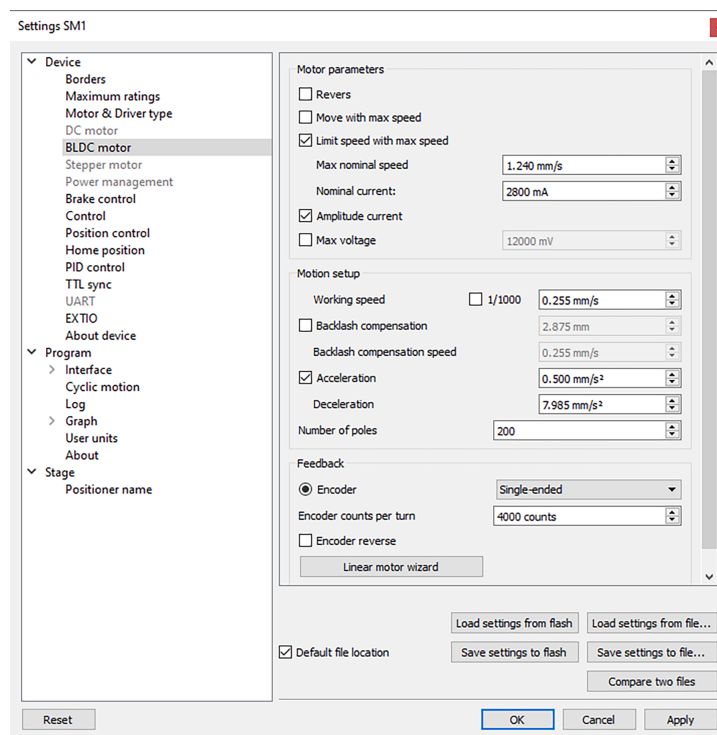 Settings SM1
Device
Borders
Maximum ratings
Motor & Driver type
DC motor
BLDC motor
Stepper motor
Power management
Brake control
Control
Position control
Home position
PID control
TTL sync
UART
EXTIO
About device
Program
Interface
Cyclic motion
Log
Graph
User units
About
Stage
Positioner name
Motor parameters
Revers
Move with max speed
Limit speed with max speed
Max nominal speed 1.240 mm/s
Nominal current: 2800 mA
Amplitude current
Max voltage 12000 mV
Motion setup
Working speed 1/1000 0.255 mm/s
Backlash compensation 2.875 mm
Backlash compensation speed 0.255 mm/s
Acceleration 0.500 mm/s²
Deceleration 7.985 mm/s²
Number of poles 200
Feedback
Encoder Single-ended
Encoder counts per turn 4000 counts
Encoder reverse
Linear motor wizard
Load settings from flash Load settings from file...
Default file location Save settings to flash Save settings to file...
Compare two files
Reset OK Cancel Apply